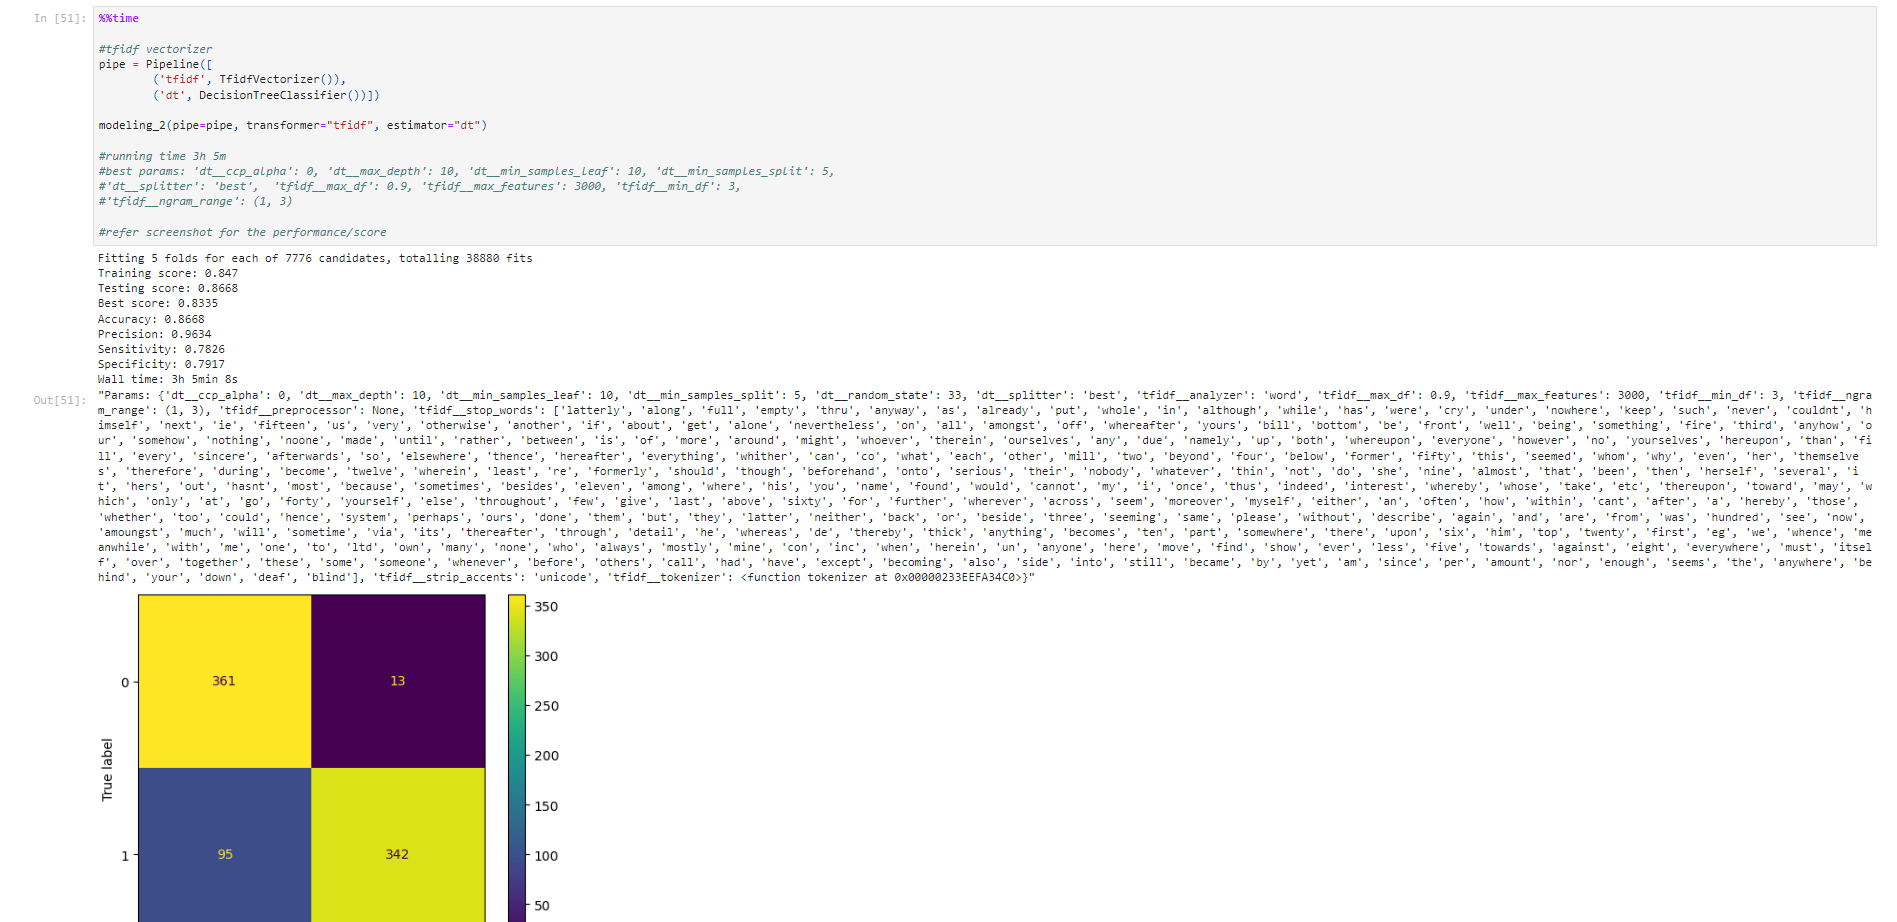 In [51]:
%%time
#tfidf vectorizer
pipe = Pipeline([
('tfidf', TfidfVectorizer()),
('dt', DecisionTreeClassifier())])
modeling_2(pipe=pipe, transformer="tfidf", estimator="dt")
#running time 3h 5m
#best params: 'dt__ccp_alpha': 0, 'dt__max_depth': 10, 'dt__min_samples_leaf': 10, 'dt__min_samples_split': 5,
#'dt__splitter': 'best',  'tfidf__max_df': 0.9, 'tfidf__max_features': 3000, 'tfidf__min_df': 3,
#'tfidf__ngram_range': (1, 3)
#refer screenshot for the performance/score
Fitting 5 folds for each of 7776 candidates, totalling 38880 fits
Training score: 0.847
Testing score: 0.8668
Best score: 0.8335
Accuracy: 0.8668
Precision: 0.9634
Sensitivity: 0.7826
Specificity: 0.7917
Wall time: 3h 5min 8s
Out[51]:
"Params: {'dt__ccp_alpha': 0, 'dt__max_depth': 10, 'dt__min_samples_leaf': 10, 'dt__min_samples_split': 5, 'dt__random_state': 33, 'dt__splitter': 'best', 'tfidf__analyzer': 'word', 'tfidf__max_df': 0.9, 'tfidf__max_features': 3000, 'tfidf__min_df': 3, 'tfidf__ngra
m_range': (1, 3), 'tfidf__preprocessor': None, 'tfidf__stop_words': ['latterly', 'along', 'full', 'empty', 'thru', 'anyway', 'as', 'already', 'put', 'whole', 'in', 'although', 'while', 'has', 'were', 'cry', 'under', 'nowhere', 'keep', 'such', 'never', 'couldnt', 'h
imself', 'next', 'ie', 'fifteen', 'us', 'very', 'otherwise', 'another', 'if', 'about', 'get', 'alone', 'nevertheless', 'on', 'all', 'amongst', 'off', 'whereafter', 'yours', 'bill', 'bottom', 'be', 'front', 'well', 'being', 'something', 'fire', 'third', 'anyhow', 'o
ur', 'somehow', 'nothing', 'noone', 'made', 'until', 'rather', 'between', 'is', 'of', 'more', 'around', 'might', 'whoever', 'therein', 'ourselves', 'any', 'due', 'namely', 'up', 'both', 'whereupon', 'everyone', 'however', 'no', 'yourselves', 'hereupon', 'than', 'fi
ll', 'every', 'sincere', 'afterwards', 'so', 'elsewhere', 'thence', 'hereafter', 'everything', 'whither', 'can', 'co', 'what', 'each', 'other', 'mill', 'two', 'beyond', 'four', 'below', 'former', 'fifty', 'this', 'seemed', 'whom', 'why', 'even', 'her', 'themselve
s', 'therefore', 'during', 'become', 'twelve', 'wherein', 'least', 're', 'formerly', 'should', 'though', 'beforehand', 'onto', 'serious', 'their', 'nobody', 'whatever', 'thin', 'not', 'do', 'she', 'nine', 'almost', 'that', 'been', 'then', 'herself', 'several', 'i
t', 'hers', 'out', 'hasnt', 'most', 'because', 'sometimes', 'besides', 'eleven', 'among', 'where', 'his', 'you', 'name', 'found', 'would', 'cannot', 'my', 'i', 'once', 'thus', 'indeed', 'interest', 'whereby', 'whose', 'take', 'etc', 'thereupon', 'toward', 'may', 'w
hich', 'only', 'at', 'go', 'forty', 'yourself', 'else', 'throughout', 'few', 'give', 'last', 'above', 'sixty', 'for', 'further', 'wherever', 'across', 'seem', 'moreover', 'myself', 'either', 'an', 'often', 'how', 'within', 'cant', 'after', 'a', 'hereby', 'those',
'whether', 'too', 'could', 'hence', 'system', 'perhaps', 'ours', 'done', 'them', 'but', 'they', 'latter', 'neither', 'back', 'or', 'beside', 'three', 'seeming', 'same', 'please', 'without', 'describe', 'again', 'and', 'are', 'from', 'was', 'hundred', 'see', 'now',
'amoungst', 'much', 'will', 'sometime', 'via', 'its', 'thereafter', 'through', 'detail', 'he', 'whereas', 'de', 'thereby', 'thick', 'anything', 'becomes', 'ten', 'part', 'somewhere', 'there', 'upon', 'six', 'him', 'top', 'twenty', 'first', 'eg', 'we', 'whence', 'me
anwhile', 'with', 'me', 'one', 'to', 'ltd', 'own', 'many', 'none', 'who', 'always', 'mostly', 'mine', 'con', 'inc', 'when', 'herein', 'un', 'anyone', 'here', 'move', 'find', 'show', 'ever', 'less', 'five', 'towards', 'against', 'eight', 'everywhere', 'must', 'itsel
f', 'over', 'together', 'these', 'some', 'someone', 'whenever', 'before', 'others', 'call', 'had', 'have', 'except', 'becoming', 'also', 'side', 'into', 'still', 'became', 'by', 'yet', 'am', 'since', 'per', 'amount', 'nor', 'enough', 'seems', 'the', 'anywhere', 'be
hind', 'your', 'down', 'deaf', 'blind'], 'tfidf__strip_accents': 'unicode', 'tfidf__tokenizer': <function tokenizer at 0x00000233EEFA34C0>}"
350
300
250
200
150
100
50
0
361
13
True label
1
95
342